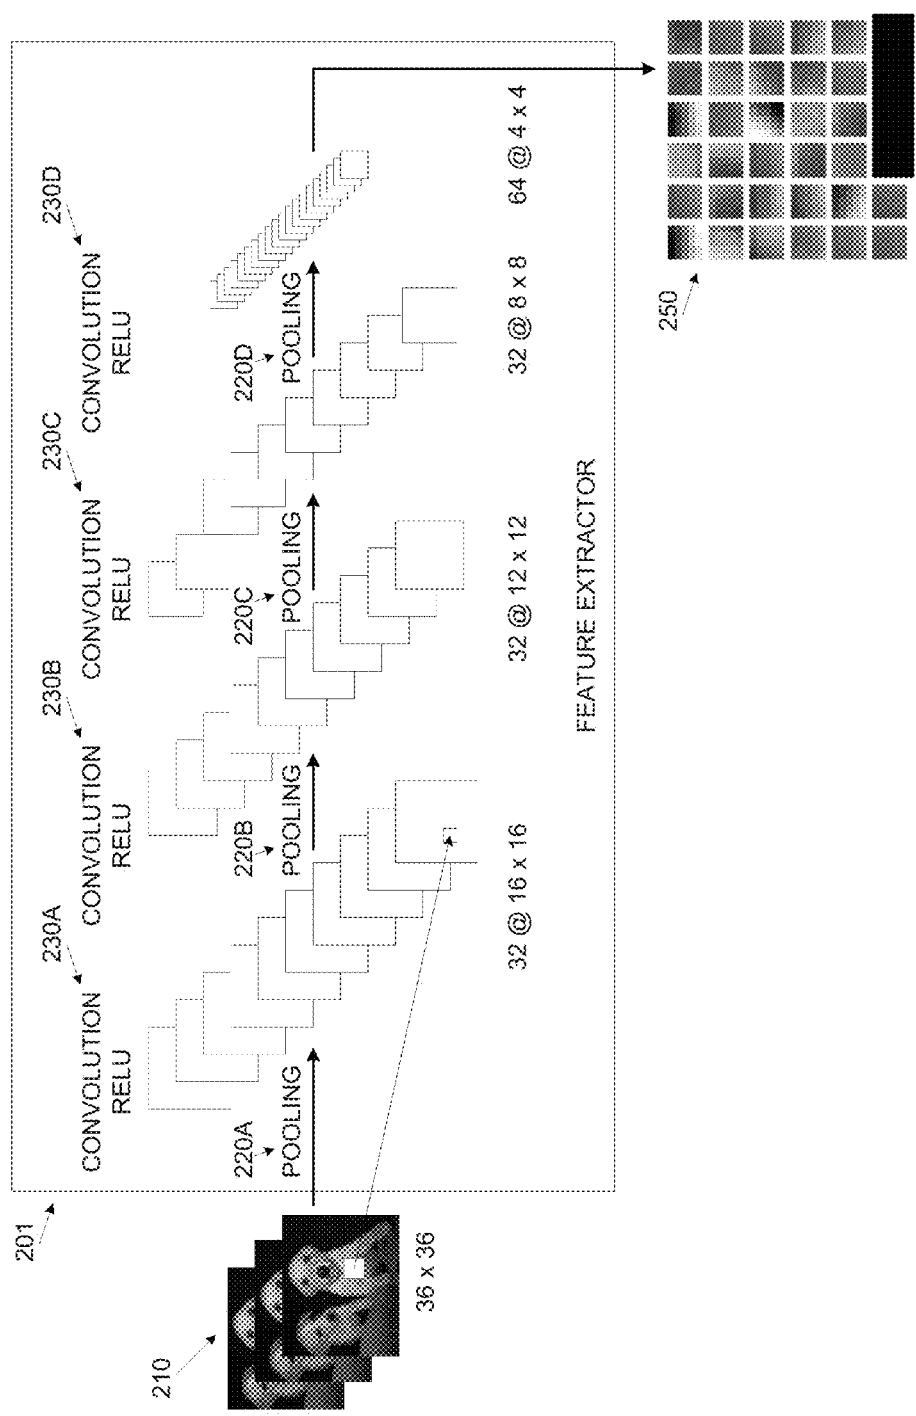 201
210
36 x 36
230A
CONVOLUTION
RELU
230B
CONVOLUTION
RELU
230C
CONVOLUTION
RELU
230D
CONVOLUTION
RELU
220A
POOLING
220B
POOLING
220C
POOLING
220D
POOLING
32 @ 16 x 16
32 @ 12 x 12
32 @ 8 x 8
64 @ 4 x 4
FEATURE EXTRACTOR
250